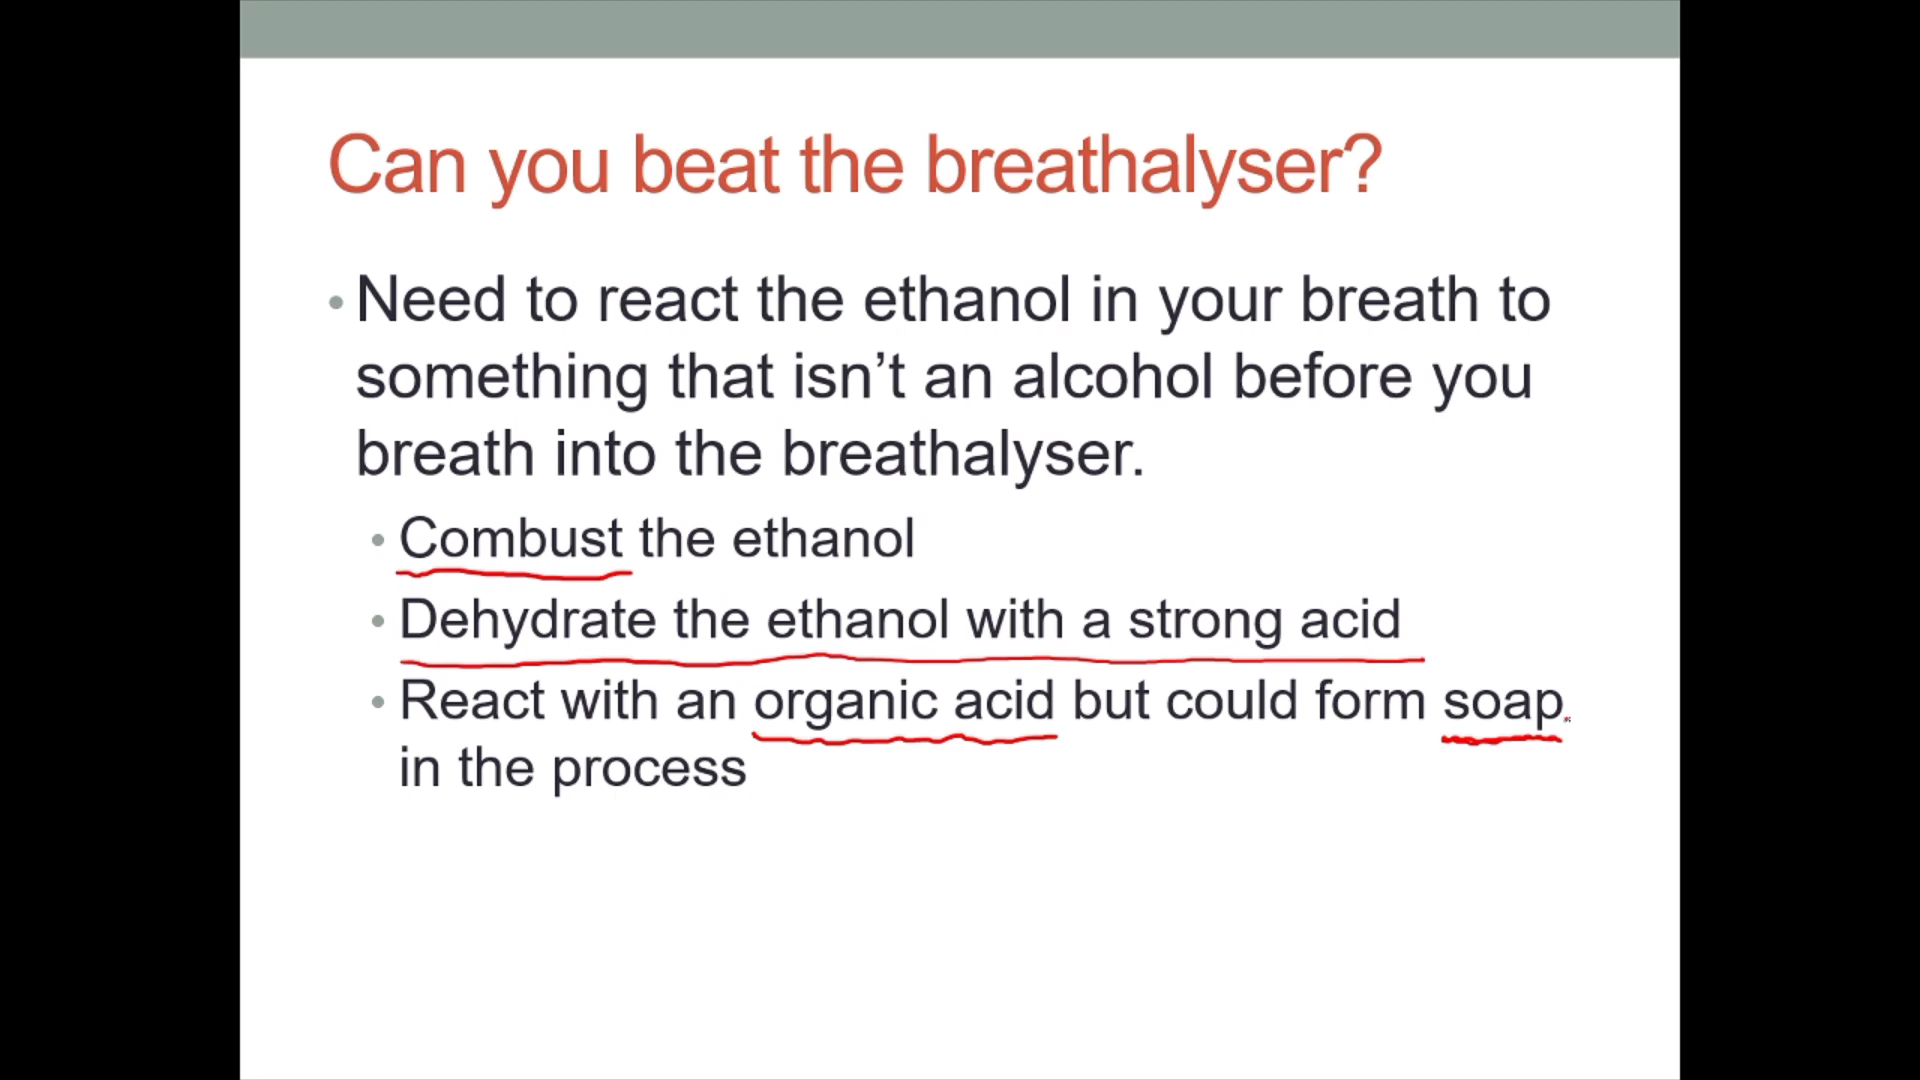 Can you beat the breathalyser?
• Need to react the ethanol in your breath to
something that isn't an alcohol before you
breath into the breathalyser.
• Combust the ethanol
• Dehydrate the ethanol with a strong acid
• React with an organic acid but could form soap
in the process